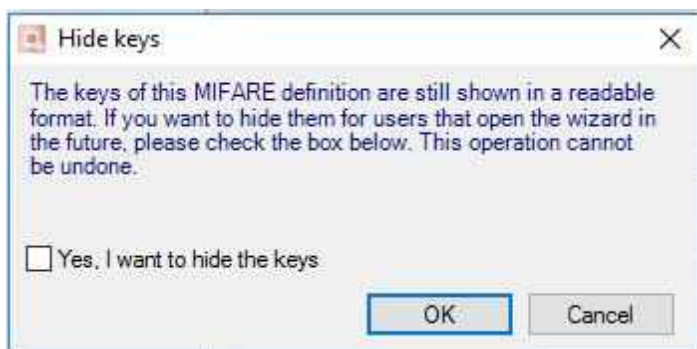 Hide keys
The keys of this MIFARE definition are still shown in a readable
format. If you want to hide them for users that open the wizard in
the future, please check the box below. This operation cannot
be undone.
Yes, I want to hide the keys
OK
Cancel